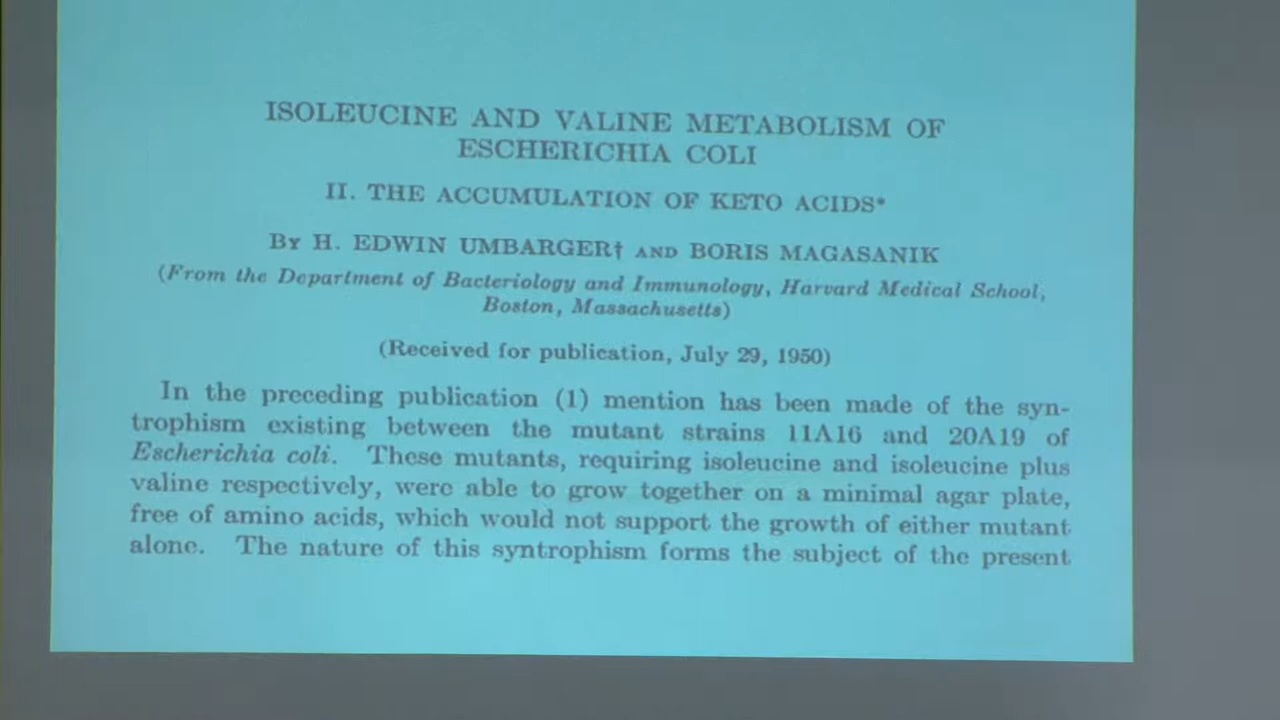 ISOLEUCINE AND VALINE METABOLISM OF
ESCHERICHIA COLI
II. THE ACCUMULATION OF KETO ACIDS*
By H. EDWIN UMBARGER† AND BORIS MAGASANIK
(From the Department of Bacteriology and Immunology, Harvard Medical School,
Boston, Massachusetts)
(Received for publication, July 29, 1950)
In the preceding publication (1) mention has been made of the syn-
trophism existing between the mutant strains 11A16 and 20A19 of
Escherichia coli. These mutants, requiring isoleucine and isoleucine plus
valine respectively, were able to grow together on a minimal agar plate,
free of amino acids, which would not support the growth of either mutant
alone. The nature of this syntrophism forms the subject of the present